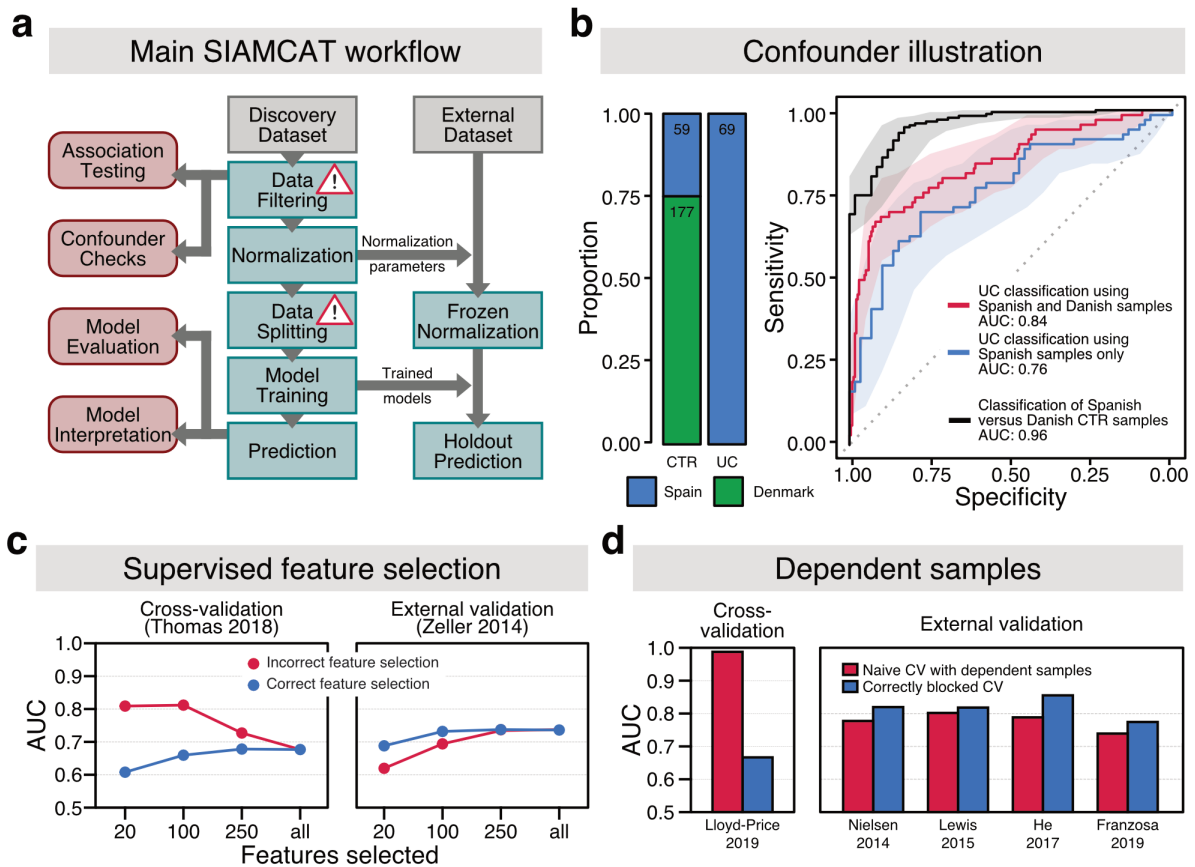 a
Main SIAMCAT workflow
Discovery
Dataset
External
Dataset
Association
Testing
Data
Filtering
!
Confounder
Checks
Normalization
Normalization
parameters
Model
Evaluation
Data
Splitting
!
Frozen
Normalization
Model
Training
Trained
models
Model
Interpretation
Prediction
Holdout
Prediction
b
Confounder illustration
Proportion
1.00
0.75
0.50
0.25
0.00
59
69
177
CTR
UC
Spain
Denmark
Sensitivity
1.00
0.75
0.50
0.25
0.00
UC classification using
Spanish and Danish samples
AUC: 0.84
UC classification using
Spanish samples only
AUC: 0.76
Classification of Spanish
versus Danish CTR samples
AUC: 0.96
1.00
0.75
0.50
0.25
0.00
Specificity
c
Supervised feature selection
Cross-validation
(Thomas 2018)
External validation
(Zeller 2014)
AUC
1.0
0.9
0.8
0.7
0.6
0.5
Incorrect feature selection
Correct feature selection
20
100
250
all
20
100
250
all
Features selected
d
Dependent samples
Cross-
validation
External validation
AUC
1.0
0.9
0.8
0.7
0.6
0.5
Naive CV with dependent samples
Correctly blocked CV
Lloyd-Price
2019
Nielsen
2014
Lewis
2015
He
2017
Franzosa
2019